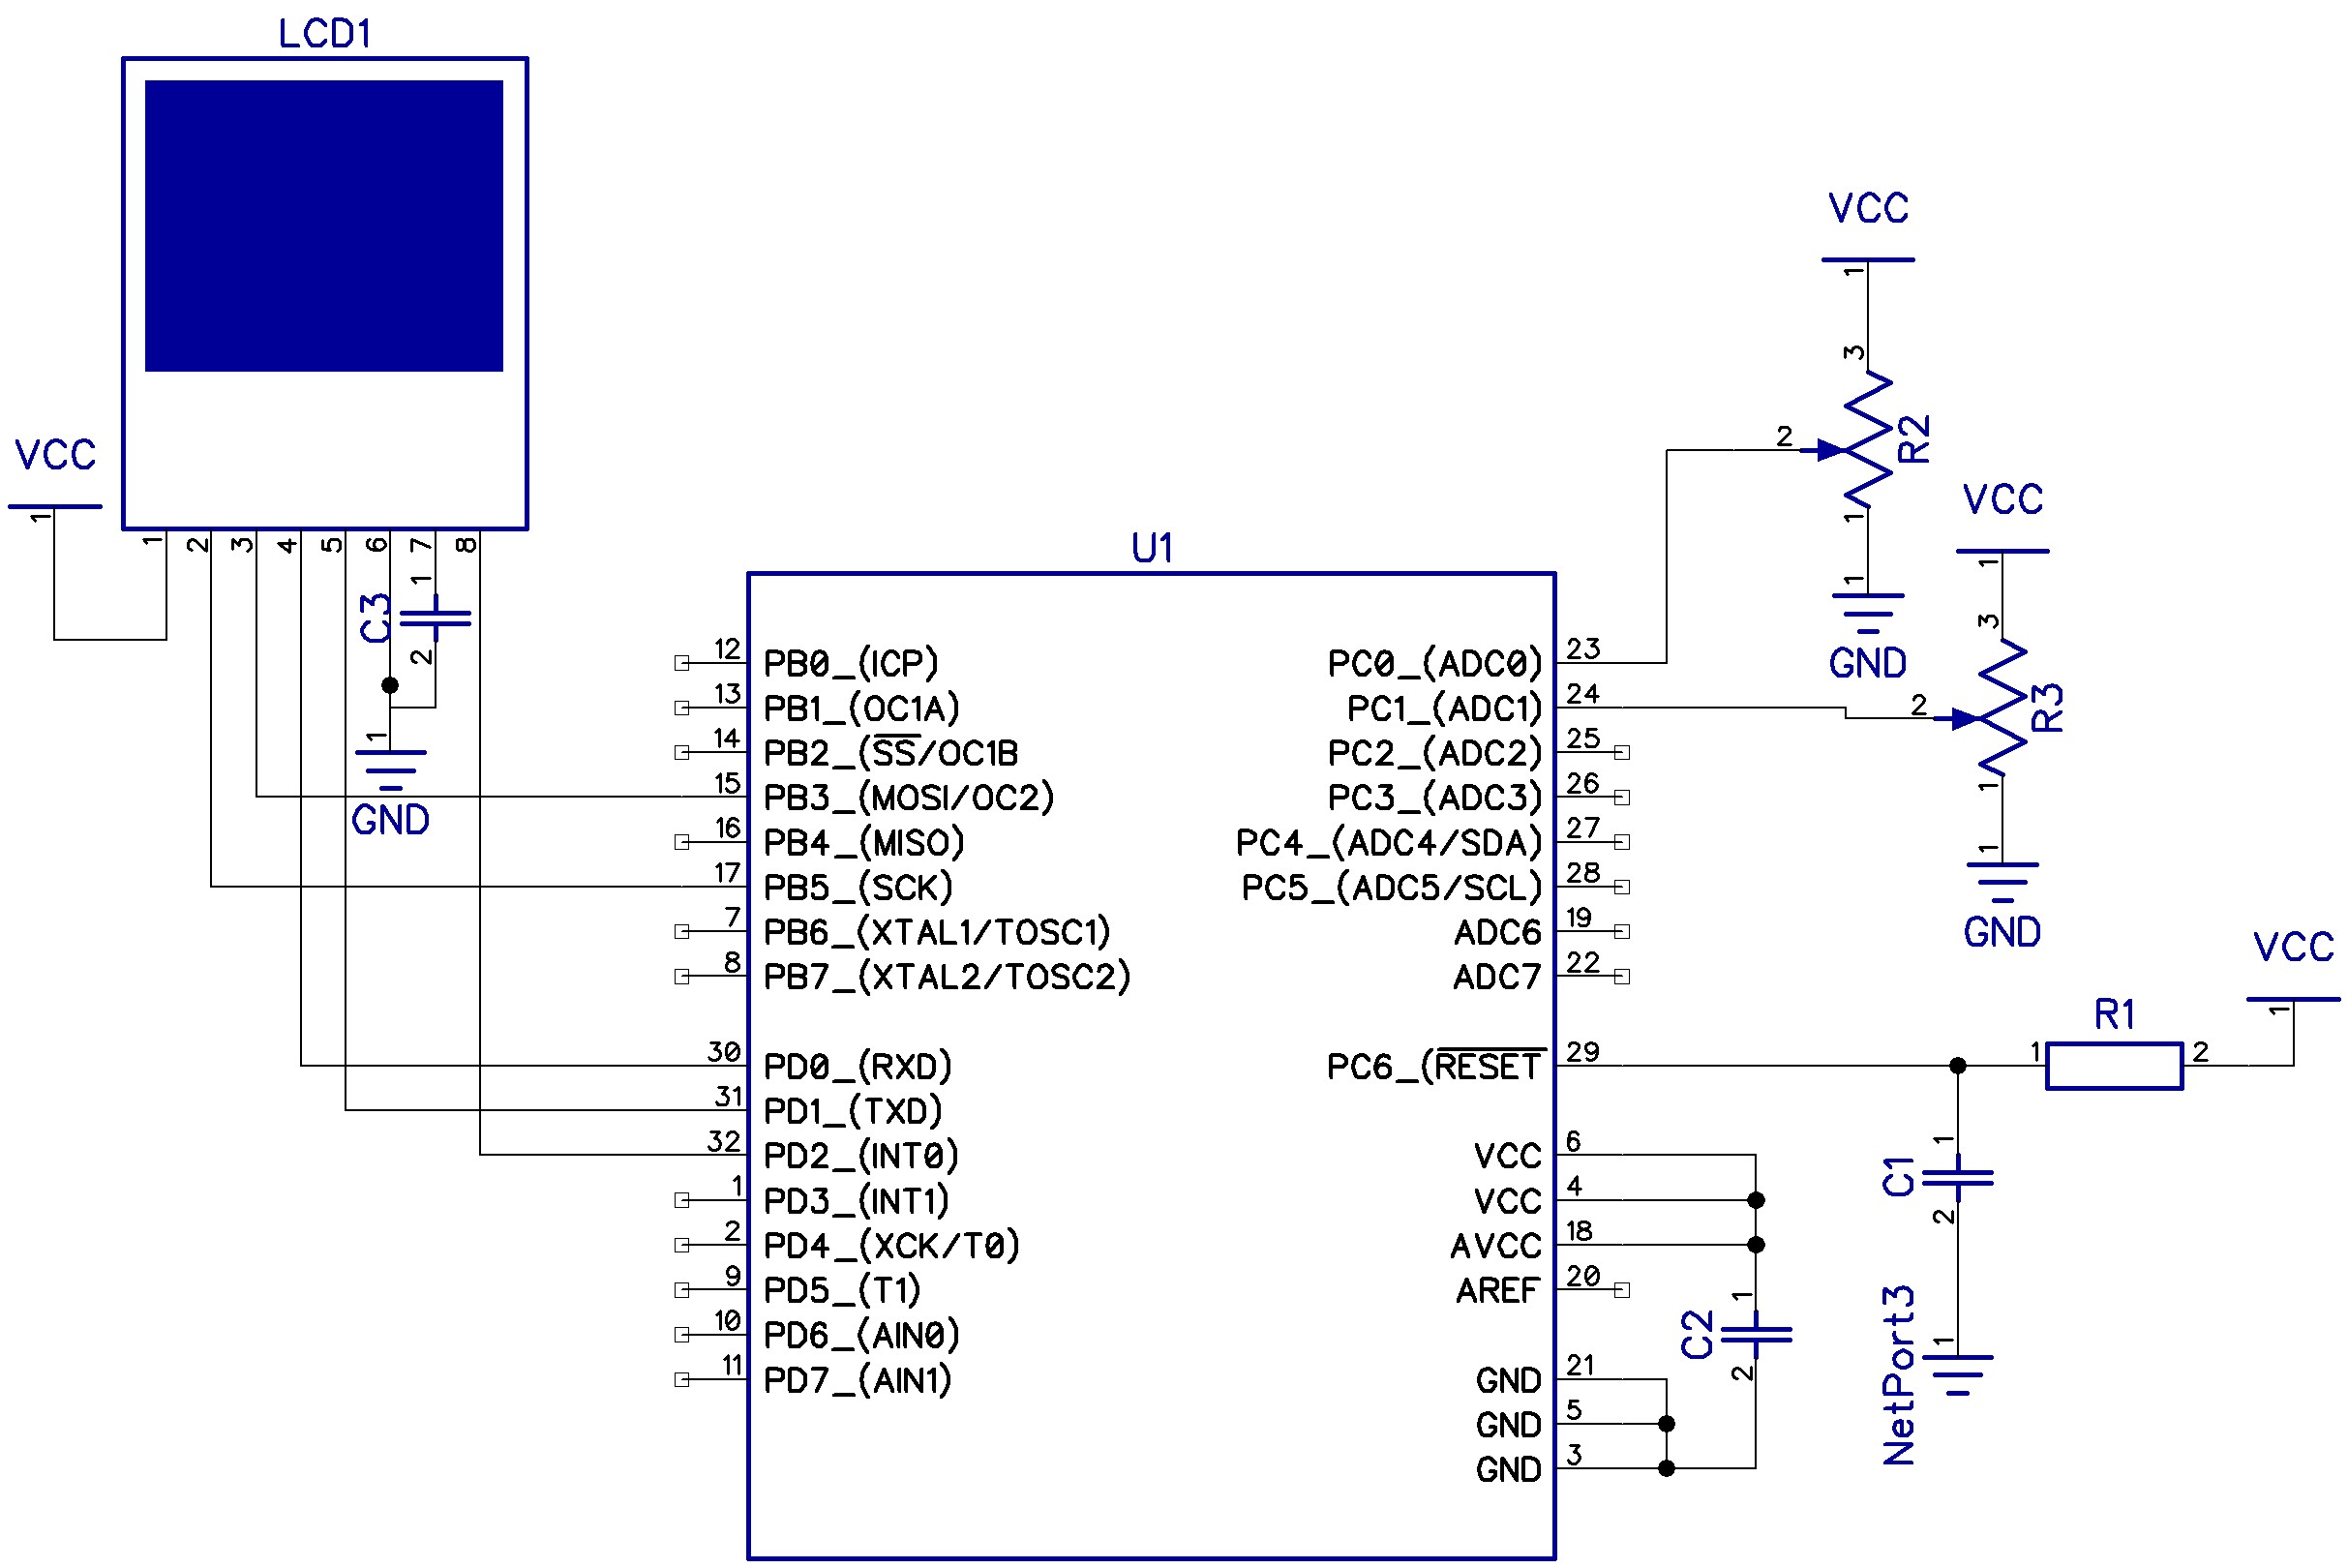 LCD1
VCC
1
1
2
3
4
5
6
7
8
C3
1
2
1
GND
U1
12 PB0_(ICP)
13 PB1_(OC1A)
14 PB2_(SS/OC1B
15 PB3_(MOSI/OC2)
16 PB4_(MISO)
17 PB5_(SCK)
7 PB6_(XTAL1/TOSC1)
8 PB7_(XTAL2/TOSC2)
30 PD0_(RXD)
31 PD1_(TXD)
32 PD2_(INT0)
1 PD3_(INT1)
2 PD4_(XCK/T0)
9 PD5_(T1)
10 PD6_(AIN0)
11 PD7_(AIN1)
PC0_(ADC0) 23
PC1_(ADC1) 24
PC2_(ADC2) 25
PC3_(ADC3) 26
PC4_(ADC4/SDA) 27
PC5_(ADC5/SCL) 28
ADC6 19
ADC7 22
PC6_(RESET 29
VCC 6
VCC 4
AVCC 18
AREF 20
GND 21
GND 5
GND 3
VCC
1
3
2
R2
1
1
GND
VCC
1
3
2
R3
1
1
GND
VCC
1
R1
1 2
1
C1
2
1
NetPort3
1
C2
2